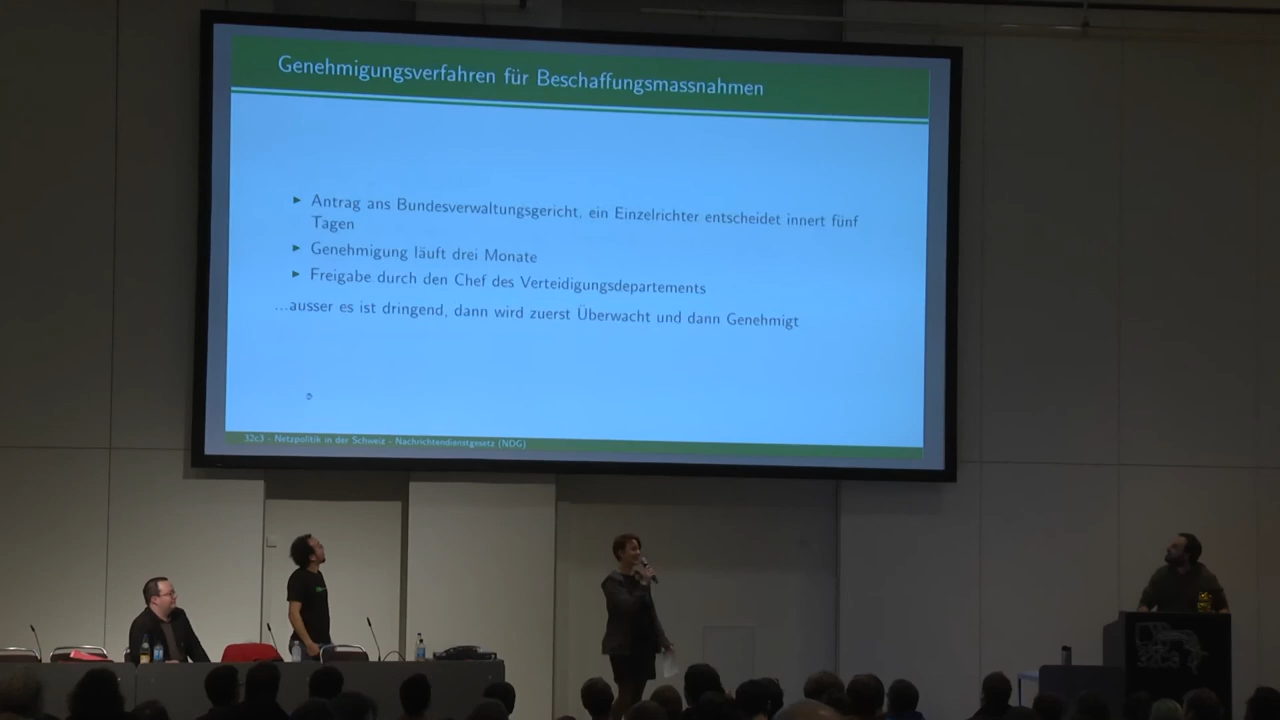 Genehmigungsverfahren für Beschaffungsmassnahmen
Antrag ans Bundesverwaltungsgericht, ein Einzelrichter entscheidet innert fünf
Tagen
Genehmigung läuft drei Monate
Freigabe durch den Chef des Verteidigungsdepartements
...ausser es ist dringend, dann wird zuerst Überwacht und dann Genehmigt
32c3 - Netzpolitik in der Schweiz - Nachrichtendienstgesetz (NDG)